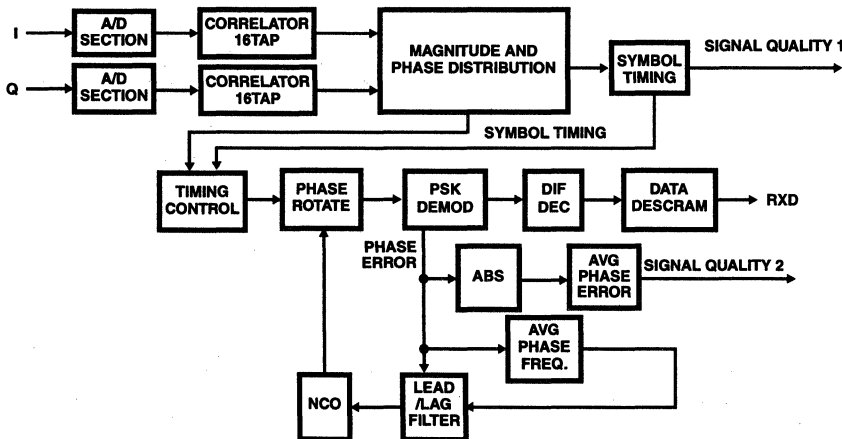 I
A/D
SECTION
CORRELATOR
16TAP
MAGNITUDE AND
PHASE DISTRIBUTION
SYMBOL
TIMING
SIGNAL QUALITY 1
Q
A/D
SECTION
CORRELATOR
16TAP
SYMBOL TIMING
TIMING
CONTROL
PHASE
ROTATE
PSK
DEMOD
DIF
DEC
DATA
DESCRAM
RXD
PHASE
ERROR
ABS
AVG
PHASE
ERROR
SIGNAL QUALITY 2
AVG
PHASE
FREQ.
NCO
LEAD
/LAG
FILTER